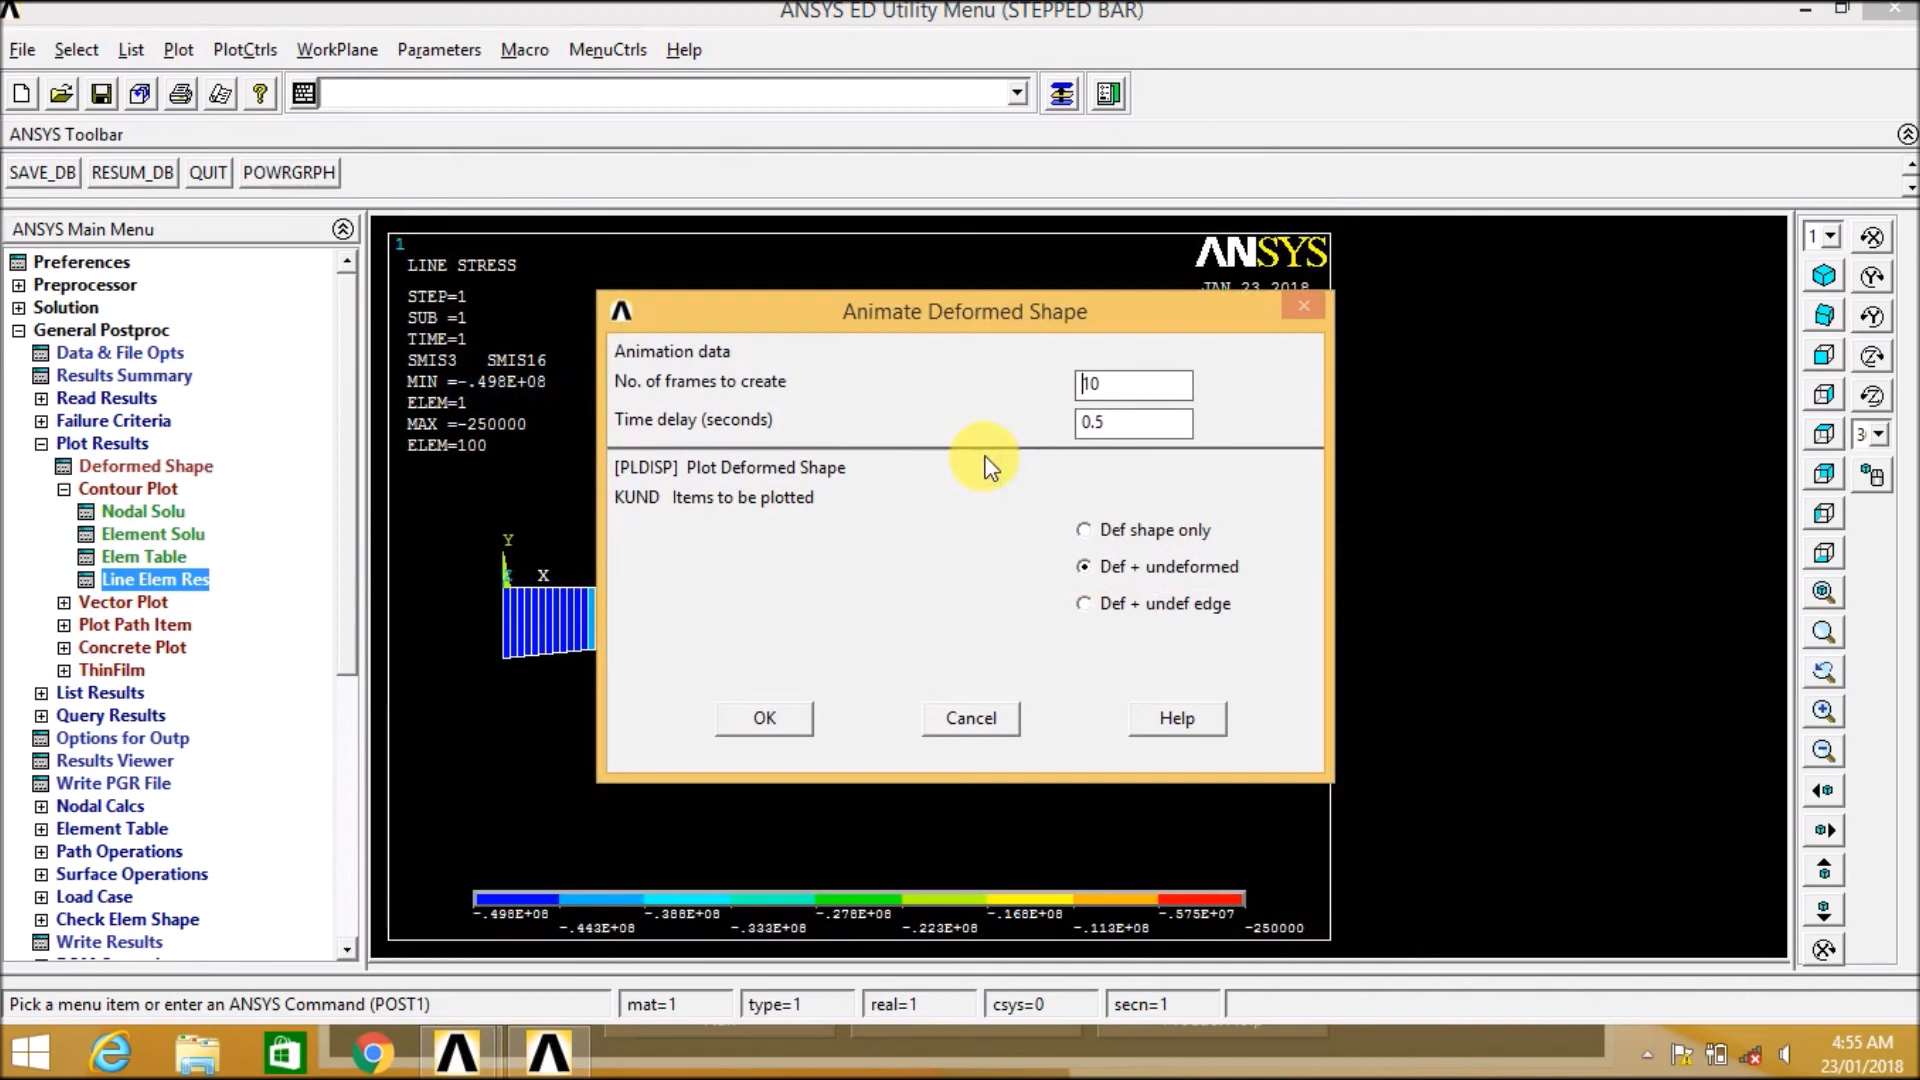 ANSYS ED Utility Menu (STEPPED BAR)
File Select List Plot PlotCtrls WorkPlane Parameters Macro MenuCtrls Help
ANSYS Toolbar
SAVE_DB RESUM_DB QUIT POWRGRPH
ANSYS Main Menu
Preferences
Preprocessor
Solution
General Postproc
Data & File Opts
Results Summary
Read Results
Failure Criteria
Plot Results
Deformed Shape
Contour Plot
Nodal Solu
Element Solu
Elem Table
Line Elem Res
Vector Plot
Plot Path Item
Concrete Plot
ThinFilm
List Results
Query Results
Options for Outp
Results Viewer
Write PGR File
Nodal Calcs
Element Table
Path Operations
Surface Operations
Load Case
Check Elem Shape
Write Results
1
LINE STRESS
STEP=1
SUB =1
TIME=1
SMIS3 SMIS16
MIN =-.498E+08
ELEM=1
MAX =-250000
ELEM=100
ANSYS
JAN 23 2018
Y
X
Animate Deformed Shape
Animation data
No. of frames to create 10
Time delay (seconds) 0.5
[PLDISP] Plot Deformed Shape
KUND Items to be plotted
Def shape only
Def + undeformed
Def + undef edge
OK Cancel Help
-.498E+08 -.388E+08 -.278E+08 -.168E+08 -.575E+07
-.443E+08 -.333E+08 -.223E+08 -.113E+08 -250000
1
3
Pick a menu item or enter an ANSYS Command (POST1) mat=1 type=1 real=1 csys=0 secn=1
4:55 AM
23/01/2018